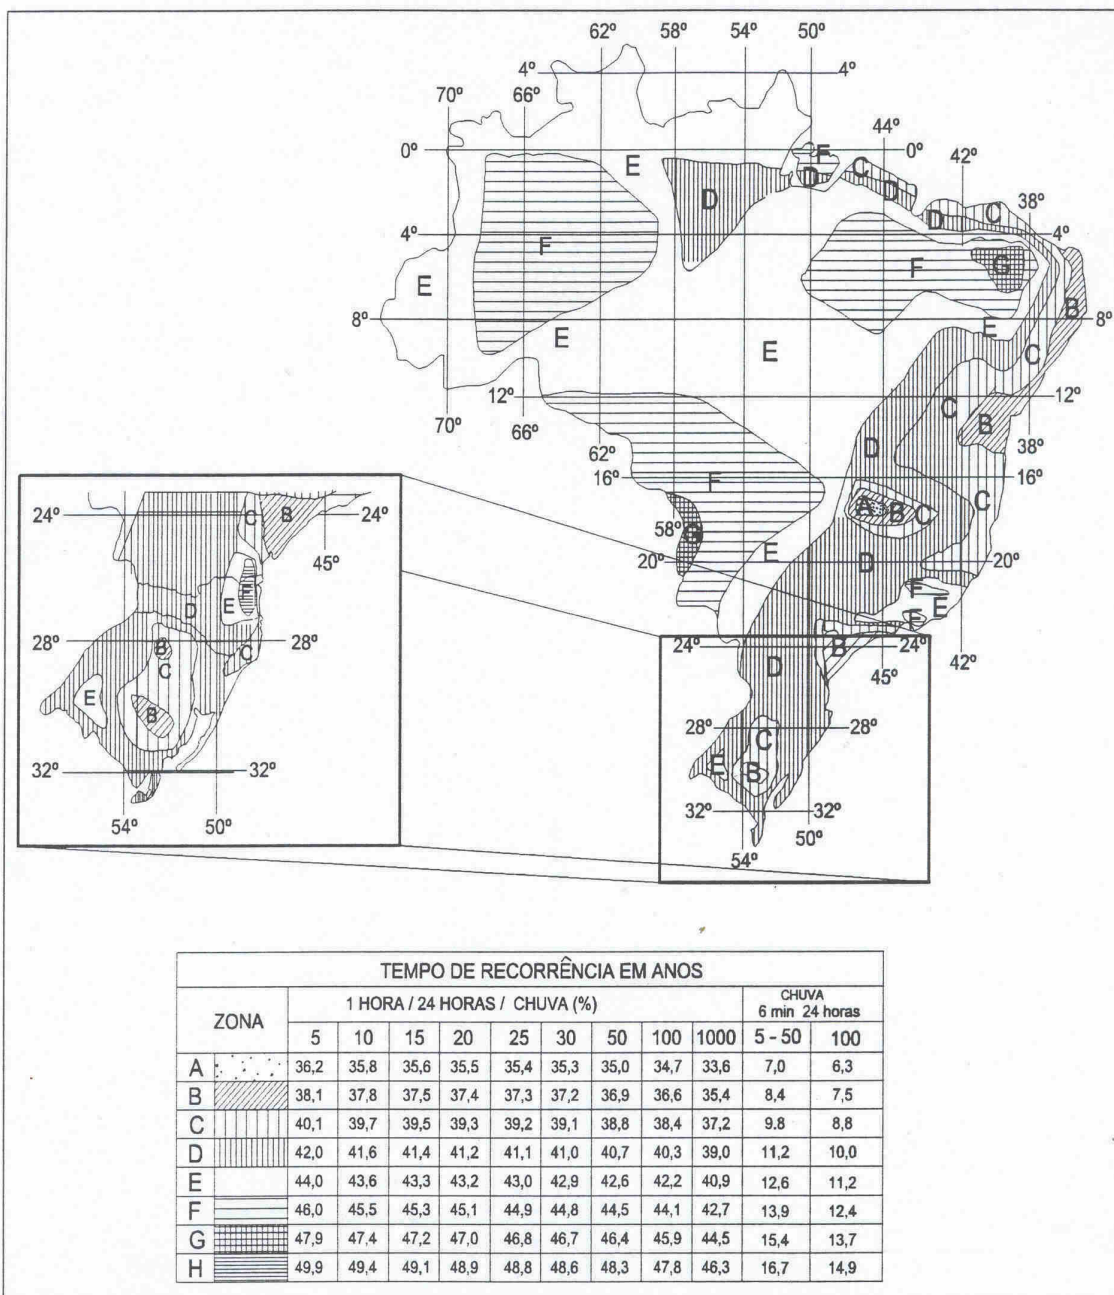 62º 58º 54º 50º
4º 4º
70º 66º
44º
0º F 0º
E C 42º
D D D
D C 38º
4º 4º
F G
E F
B
8º E 8º
E E C
12º C 12º
70º 66º B
62º D 38º
16º 16º
F A B C C
58º G
20º D 20º
E F
E
F
24º B 24º
D 45º 42º
28º 28º
C
E B
32º 32º
50º
54º
24º C B 24º
45º
E F
D
28º 28º
B C
C
E
B
32º 32º
54º 50º
TEMPO DE RECORRÊNCIA EM ANOS
ZONA 1 HORA / 24 HORAS / CHUVA (%) CHUVA
6 min 24 horas
5 10 15 20 25 30 50 100 1000 5 - 50 100
A 36,2 35,8 35,6 35,5 35,4 35,3 35,0 34,7 33,6 7,0 6,3
B 38,1 37,8 37,5 37,4 37,3 37,2 36,9 36,6 35,4 8,4 7,5
C 40,1 39,7 39,5 39,3 39,2 39,1 38,8 38,4 37,2 9.8 8,8
D 42,0 41,6 41,4 41,2 41,1 41,0 40,7 40,3 39,0 11,2 10,0
E 44,0 43,6 43,3 43,2 43,0 42,9 42,6 42,2 40,9 12,6 11,2
F 46,0 45,5 45,3 45,1 44,9 44,8 44,5 44,1 42,7 13,9 12,4
G 47,9 47,4 47,2 47,0 46,8 46,7 46,4 45,9 44,5 15,4 13,7
H 49,9 49,4 49,1 48,9 48,8 48,6 48,3 47,8 46,3 16,7 14,9